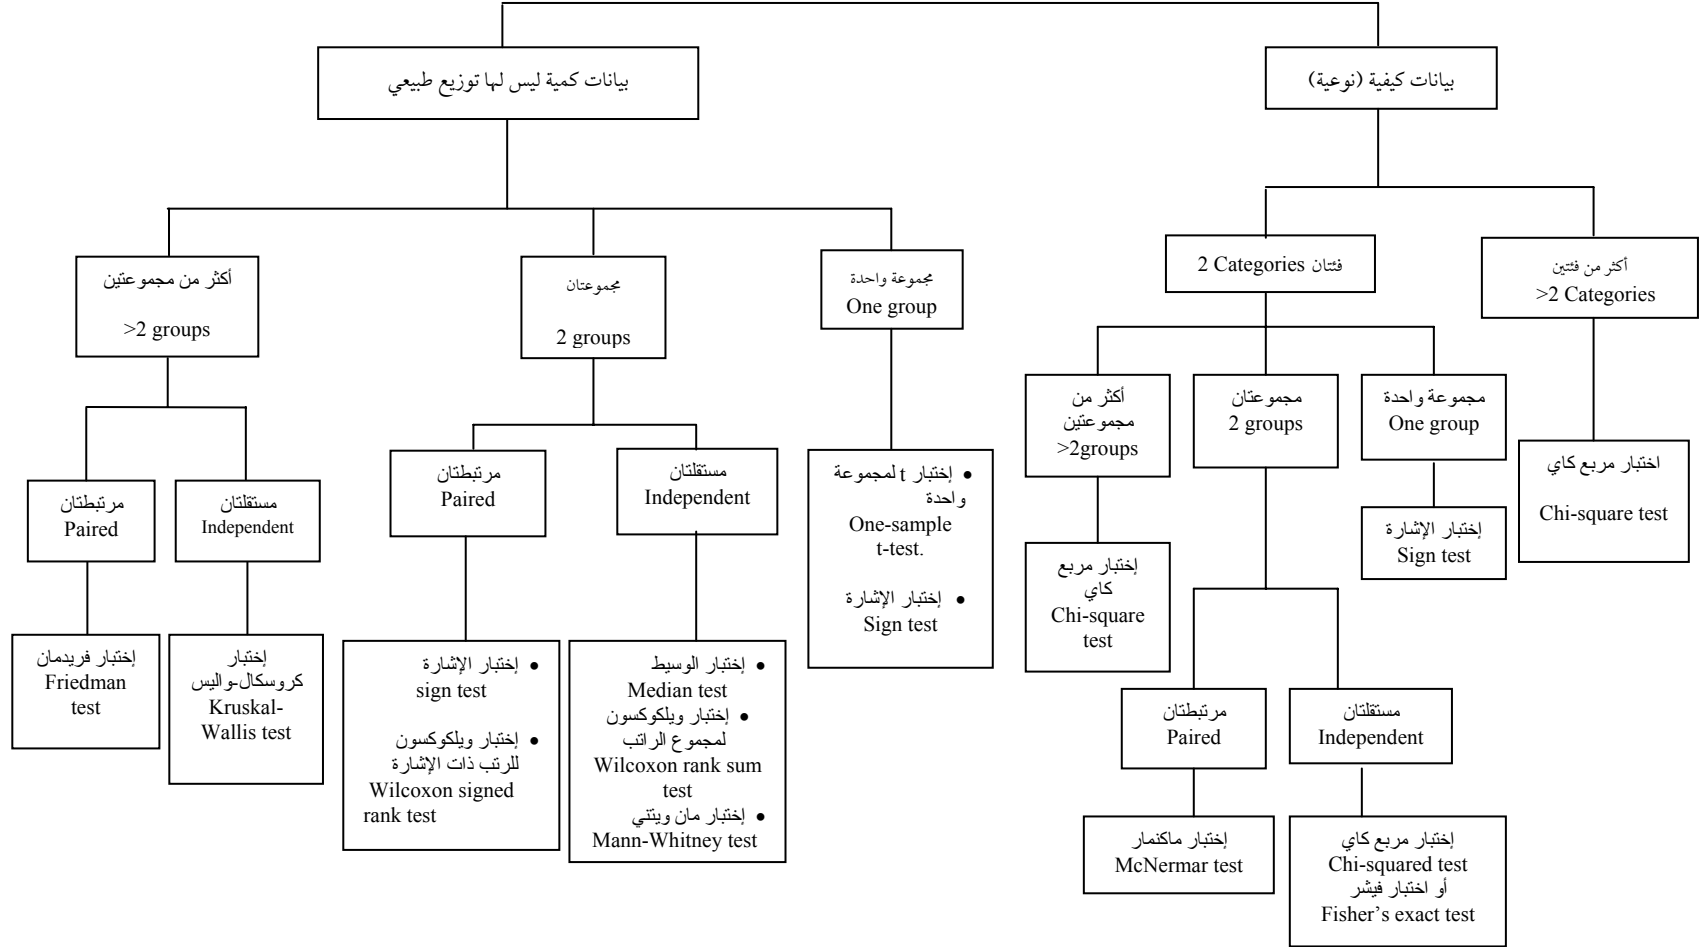 بيانات كيفية (نوعية)
بيانات كمية ليس لها توزيع طبيعي
أكثر من فئتين
>2 Categories
فئتان 2 Categories
مجموعة واحدة
One group
مجموعتان
2 groups
أكثر من مجموعتين
>2 groups
مجموعة واحدة
One group
مجموعتان
2 groups
أكثر من
مجموعتين
>2groups
اختبار مربع كاي
Chi-square test
إختبار الإشارة
Sign test
إختبار مربع
كاي
Chi-square
test
مستقلتان
Independent
مرتبطتان
Paired
إختبار مربع كاي
Chi-squared test
أو اختبار فيشر
Fisher’s exact test
إختبار ماكنمار
McNermar test
• إختبار t لمجموعة
واحدة
One-sample
t-test.
• إختبار الإشارة
Sign test
مستقلتان
Independent
مرتبطتان
Paired
• إختبار الوسيط
Median test
• إختبار ويلكوكسون
لمجموع الراتب
Wilcoxon rank sum
test
• إختبار مان ويتني
Mann-Whitney test
• إختبار الإشارة
sign test
• إختبار ويلكوكسون
للرتب ذات الإشارة
Wilcoxon signed
rank test
مستقلتان
Independent
مرتبطتان
Paired
إختبار
كروسكال-واليس
Kruskal-
Wallis test
إختبار فريدمان
Friedman
test